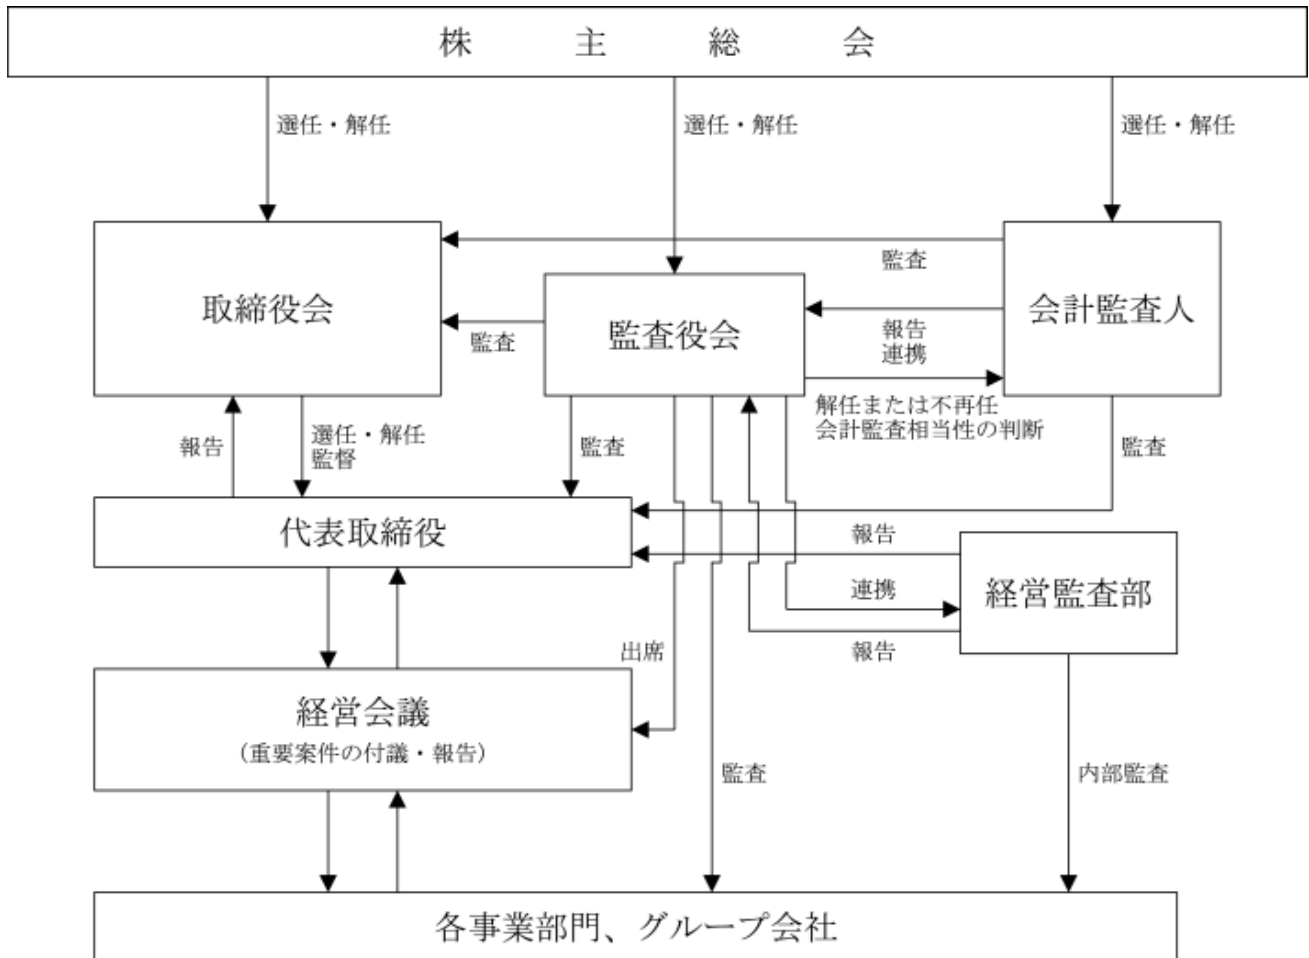 株主総会
選任・解任
選任・解任
選任・解任
取締役会
監査役会
会計監査人
監査
監査
報告
連携
解任または不再任
会計監査相当性の判断
報告
選任・解任
監督
監査
監査
代表取締役
報告
連携
報告
経営監査部
出席
経営会議
（重要案件の付議・報告）
監査
内部監査
各事業部門、グループ会社